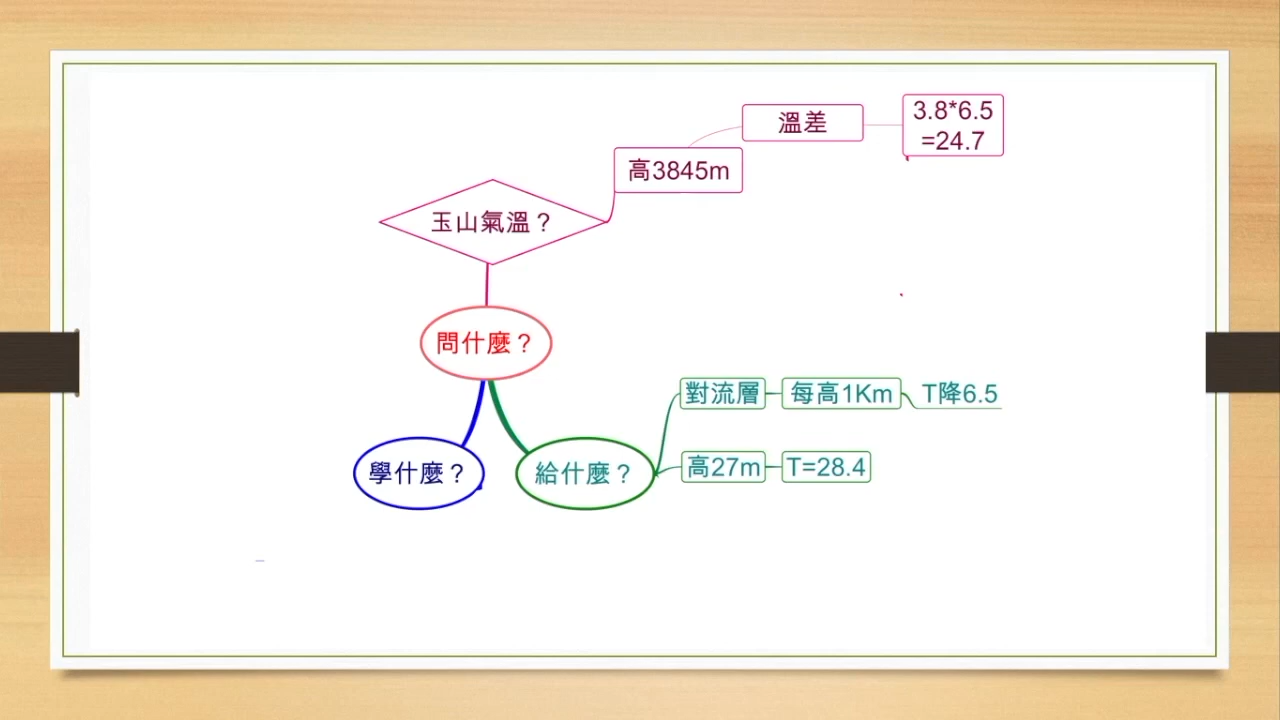 溫差
3.8*6.5
=24.7
高3845m
玉山氣溫？
問什麼？
對流層
每高1Km
T降6.5
高27m
T=28.4
學什麼？
給什麼？